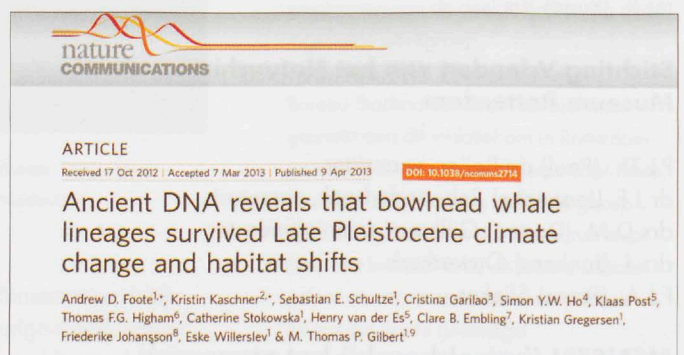 nature
COMMUNICATIONS
ARTICLE
Received 17 Oct 2012 | Accepted 7 Mar 2013 | Published 9 Apr 2013
DOI: 10.1038/ncomms2714
Ancient DNA reveals that bowhead whale
lineages survived Late Pleistocene climate
change and habitat shifts
Andrew D. Foote¹,*, Kristin Kaschner²,*, Sebastian E. Schultze¹, Cristina Garilao³, Simon Y.W. Ho⁴, Klaas Post⁵,
Thomas F.G. Higham⁶, Catherine Stokowska¹, Henry van der Es⁵, Clare B. Embling⁷, Kristian Gregersen¹,
Friederike Johansson⁸, Eske Willerslev¹ & M. Thomas P. Gilbert¹,⁹